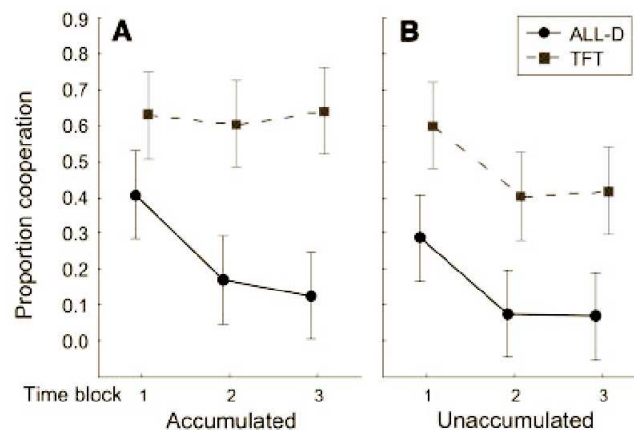 A
B
ALL-D
TFT
Proportion cooperation
0.9
0.8
0.7
0.6
0.5
0.4
0.3
0.2
0.1
0.0
Time block 1 2 3 1 2 3
Accumulated Unaccumulated